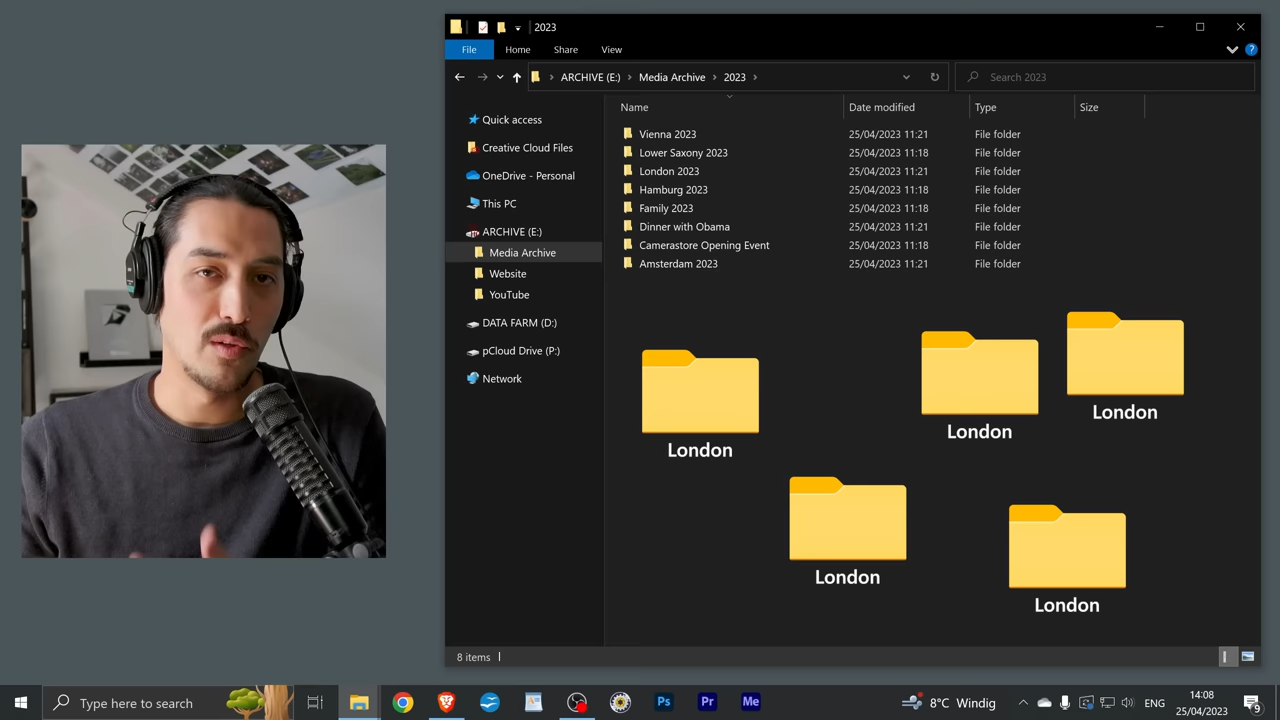 2023
File Home Share View
ARCHIVE (E:) Media Archive 2023
Search 2023
Name Date modified Type Size
Quick access
Creative Cloud Files
OneDrive - Personal
This PC
ARCHIVE (E:)
Media Archive
Website
YouTube
DATA FARM (D:)
pCloud Drive (P:)
Network
Vienna 2023 25/04/2023 11:21 File folder
Lower Saxony 2023 25/04/2023 11:18 File folder
London 2023 25/04/2023 11:21 File folder
Hamburg 2023 25/04/2023 11:18 File folder
Family 2023 25/04/2023 11:18 File folder
Dinner with Obama 25/04/2023 11:21 File folder
Camerastore Opening Event 25/04/2023 11:18 File folder
Amsterdam 2023 25/04/2023 11:21 File folder
London
London
London
London
London
8 items
Type here to search
Ps Pr Me
8°C Windig
ENG
14:08
25/04/2023
9